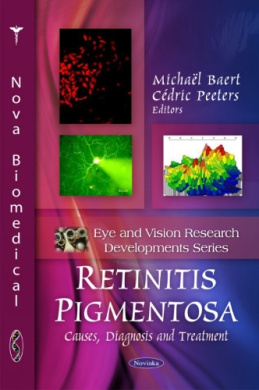 Nova Biomedical
Michaël Baert
Cédric Peeters
Editors
Eye and Vision Research
Developments Series
RETINITIS
PIGMENTOSA
Causes, Diagnosis and Treatment
Novinka